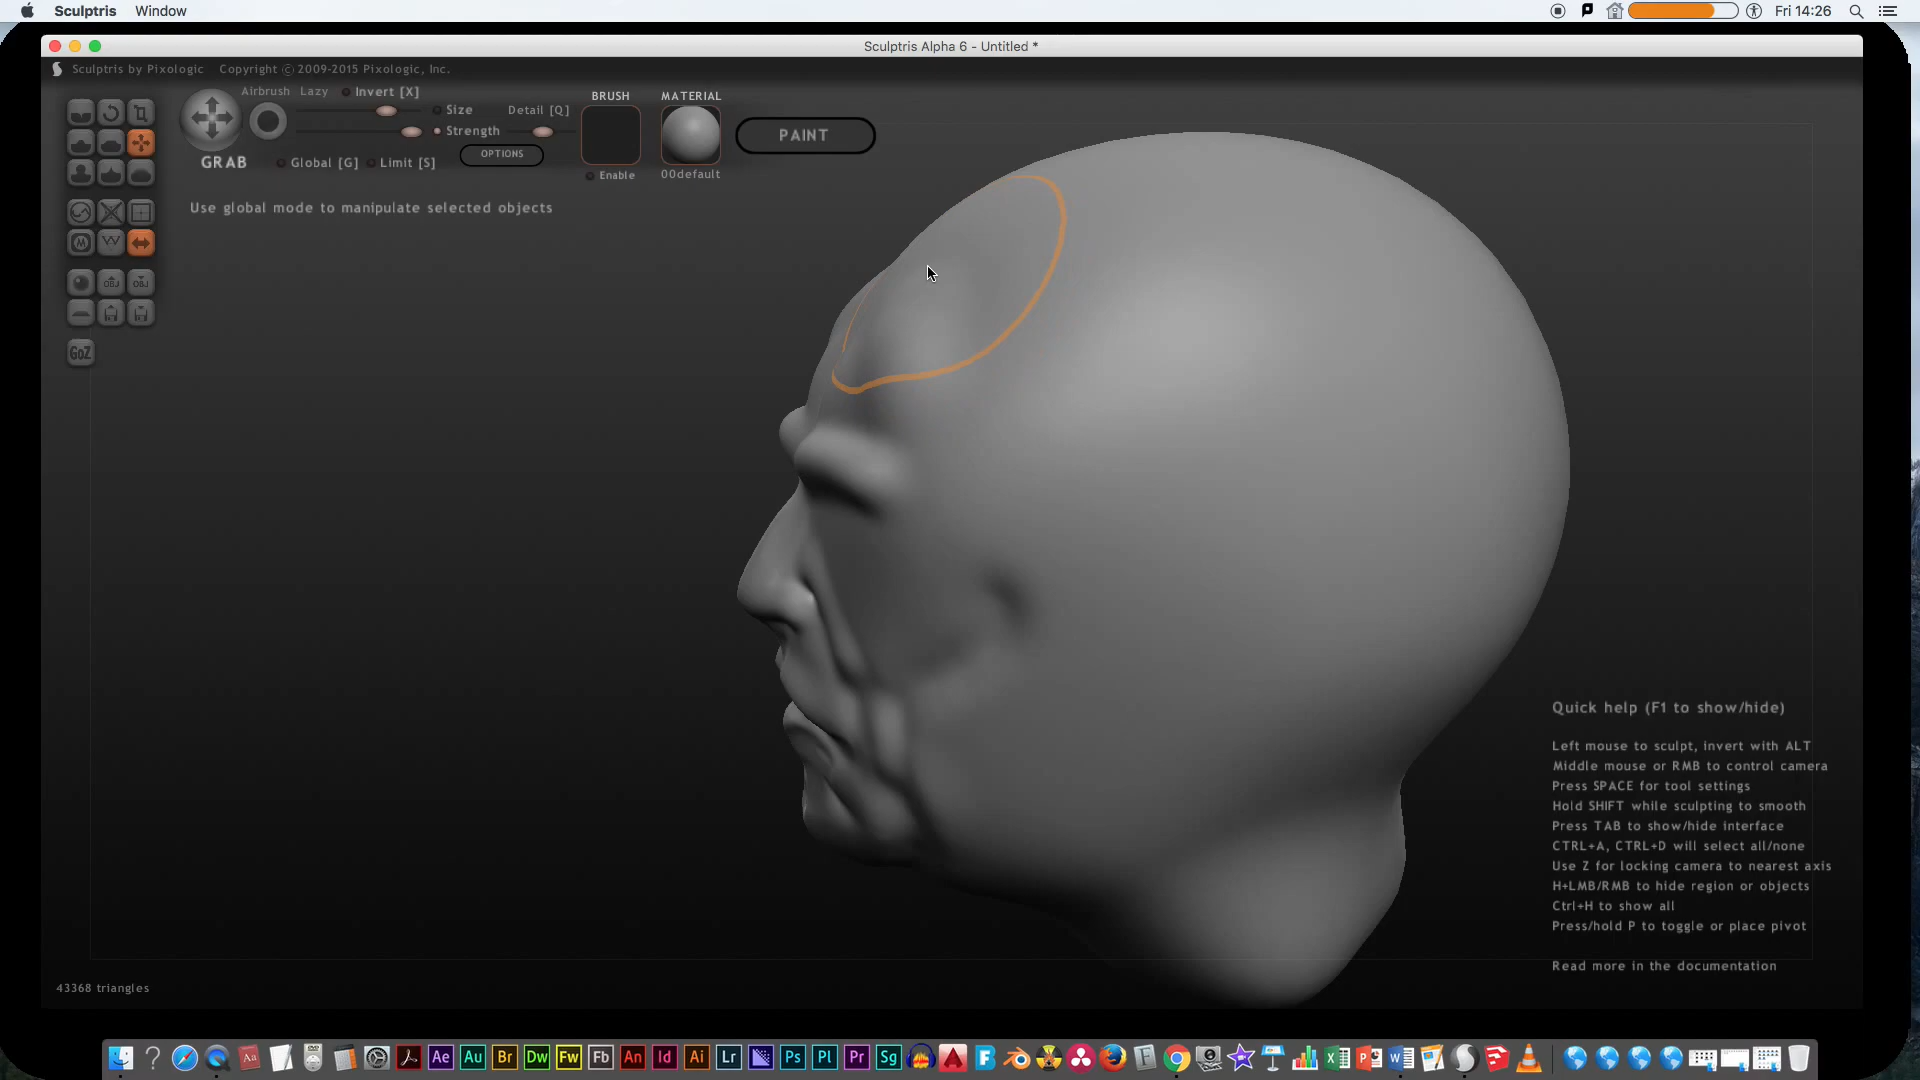 Sculptris Window
Fri 14:26
Sculptris Alpha 6 - Untitled *
Sculptris by Pixologic Copyright © 2009-2015 Pixologic, Inc.
Airbrush Lazy Invert [X]
Size Detail [Q]
Strength
GRAB Global [G] Limit [S]
OPTIONS
BRUSH
Enable
MATERIAL
00default
PAINT
Use global mode to manipulate selected objects
OBJ OBJ
GoZ
Quick help (F1 to show/hide)
Left mouse to sculpt, invert with ALT
Middle mouse or RMB to control camera
Press SPACE for tool settings
Hold SHIFT while sculpting to smooth
Press TAB to show/hide interface
CTRL+A, CTRL+D will select all/none
Use Z for locking camera to nearest axis
H+LMB/RMB to hide region or objects
Ctrl+H to show all
Press/hold P to toggle or place pivot
Read more in the documentation
43368 triangles
? Aa Ae Au Br Dw Fw Fb An Id Ai Lr Ps Pl Pr Sg